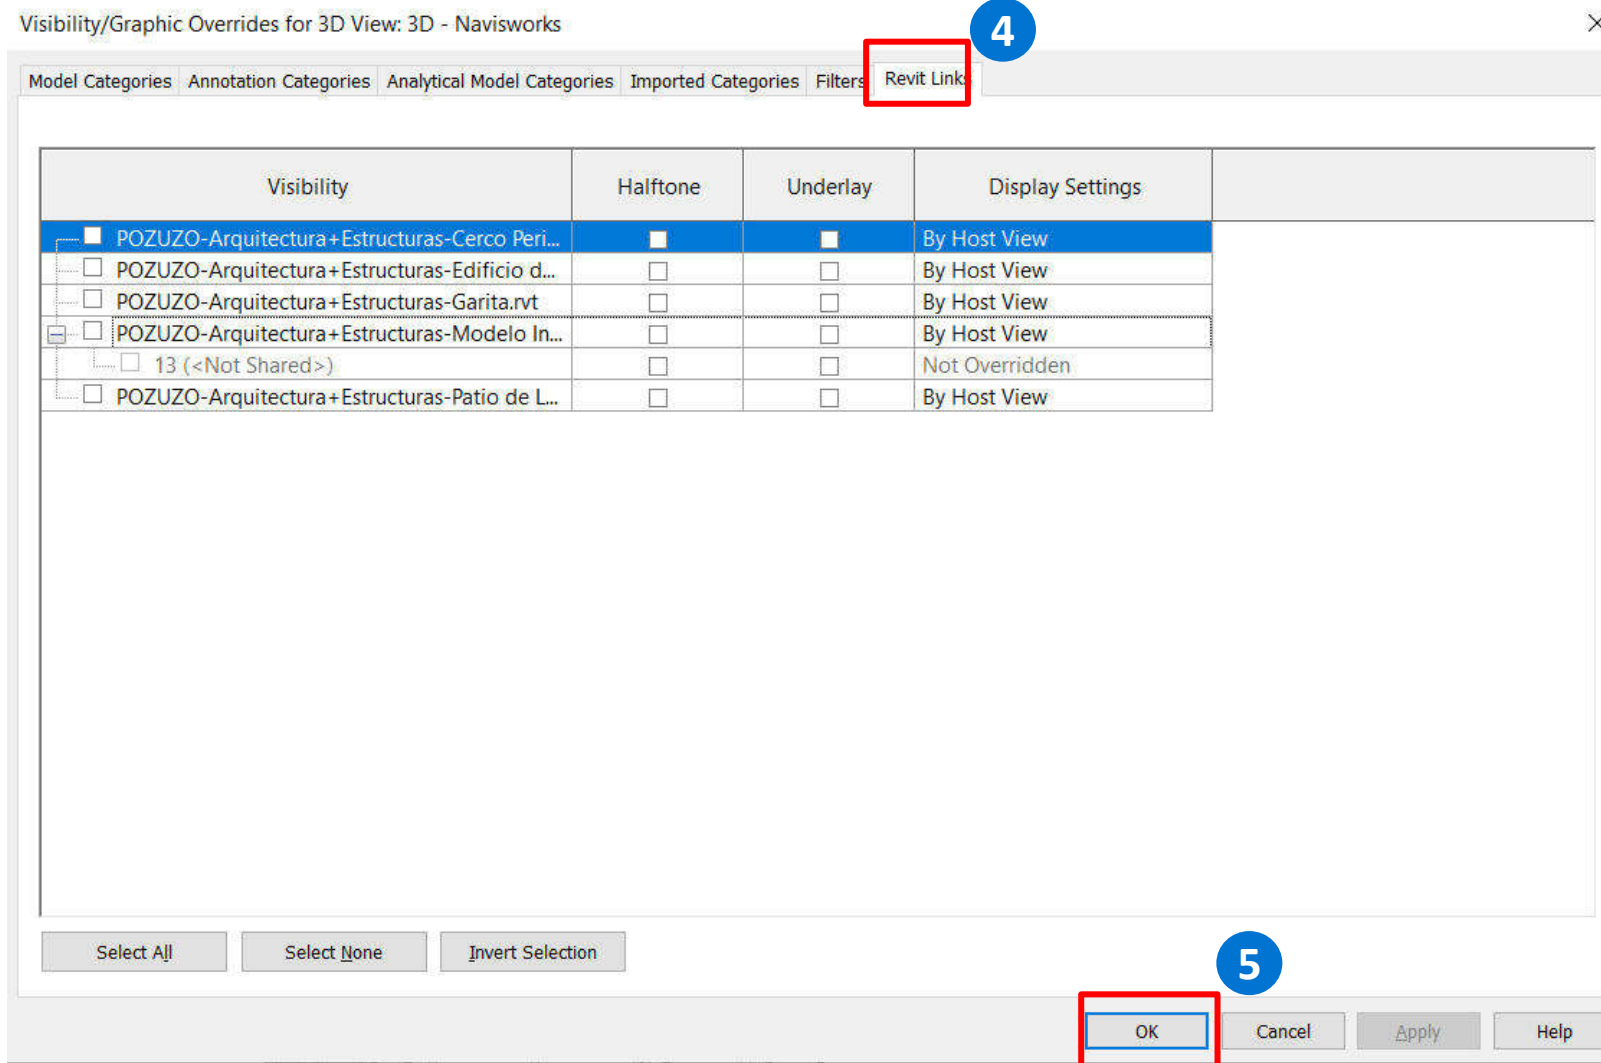 Visibility/Graphic Overrides for 3D View: 3D - Navisworks
4
Model Categories Annotation Categories Analytical Model Categories Imported Categories Filters Revit Links
Visibility Halftone Underlay Display Settings
POZUZO-Arquitectura+Estructuras-Cerco Peri... By Host View
POZUZO-Arquitectura+Estructuras-Edificio d... By Host View
POZUZO-Arquitectura+Estructuras-Garita.rvt By Host View
POZUZO-Arquitectura+Estructuras-Modelo In... By Host View
13 (<Not Shared>) Not Overridden
POZUZO-Arquitectura+Estructuras-Patio de L... By Host View
Select All Select None Invert Selection
5
OK Cancel Apply Help